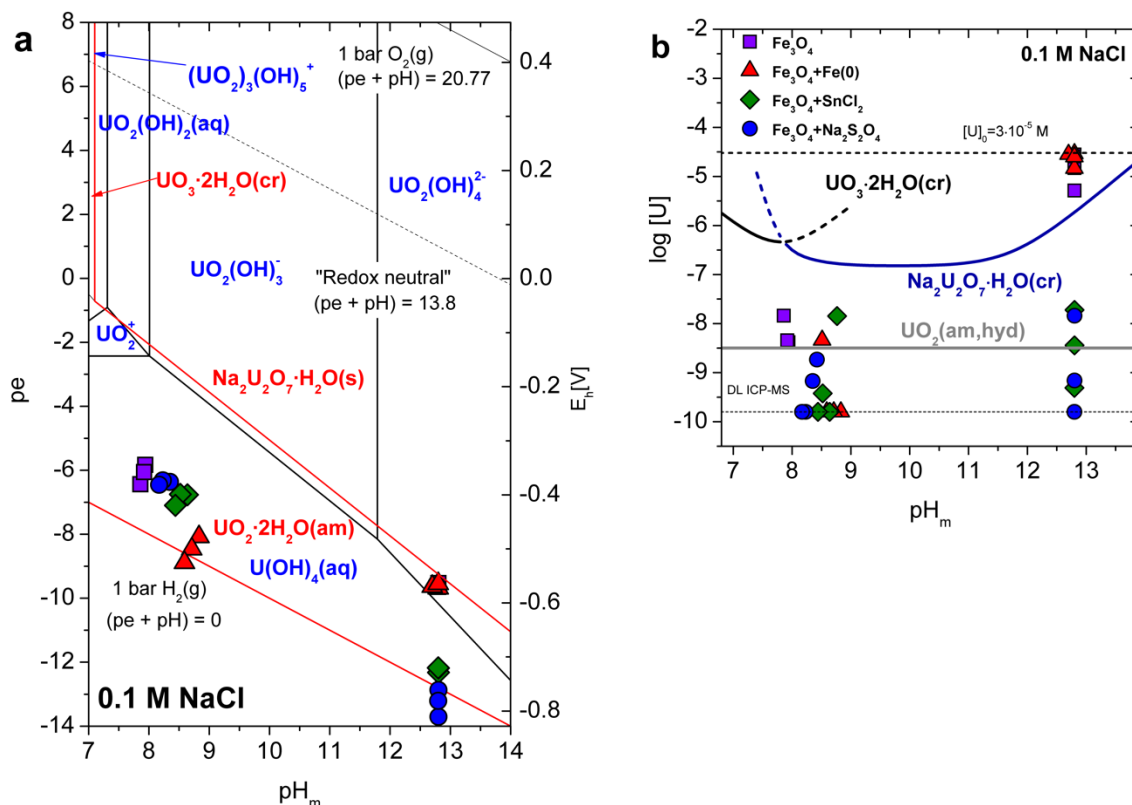 a
8
6
4
2
0
-2
-4
-6
-8
-10
-12
-14
pe
7
8
9
10
11
12
13
14
pHₘ
0.4
0.2
0.0
-0.2
-0.4
-0.6
-0.8
Eₕ[V]
1 bar O₂(g)
(pe + pH) = 20.77
(UO₂)₃(OH)₅⁺
UO₂(OH)₂(aq)
UO₃·2H₂O(cr)
UO₂(OH)₄²⁻
UO₂(OH)₃⁻
"Redox neutral"
(pe + pH) = 13.8
UO₂⁺
Na₂U₂O₇·H₂O(s)
UO₂·2H₂O(am)
U(OH)₄(aq)
1 bar H₂(g)
(pe + pH) = 0
0.1 M NaCl
b
-2
-3
-4
-5
-6
-7
-8
-9
-10
log [U]
7
8
9
10
11
12
13
pHₘ
Fe₃O₄
Fe₃O₄+Fe(0)
Fe₃O₄+SnCl₂
Fe₃O₄+Na₂S₂O₄
0.1 M NaCl
[U]₀=3·10⁻⁵ M
UO₃·2H₂O(cr)
Na₂U₂O₇·H₂O(cr)
UO₂(am,hyd)
DL ICP-MS